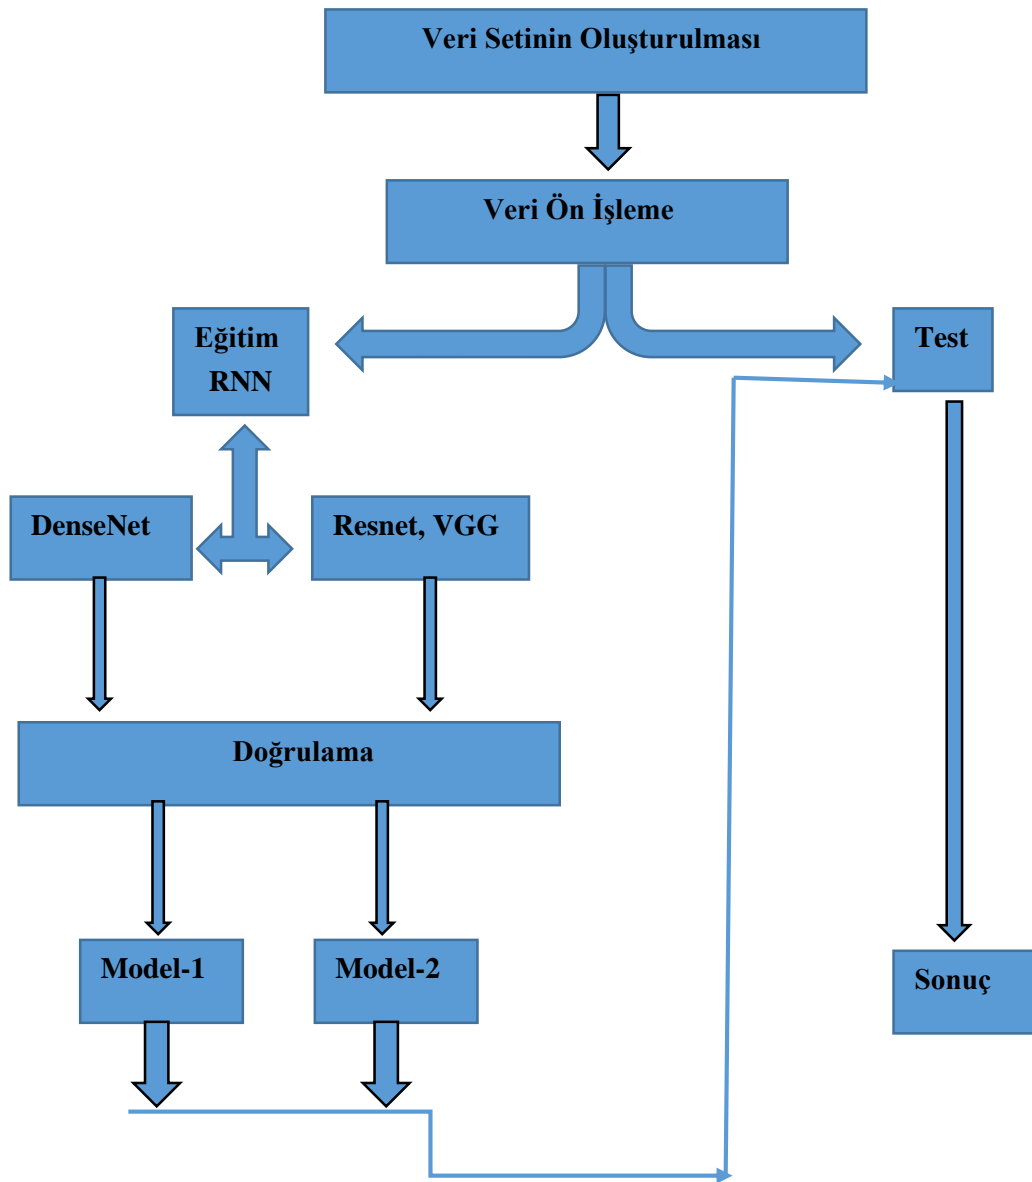 Veri Setinin Oluşturulması
Veri Ön İşleme
Eğitim
RNN
Test
DenseNet
Resnet, VGG
Doğrulama
Model-1
Model-2
Sonuç